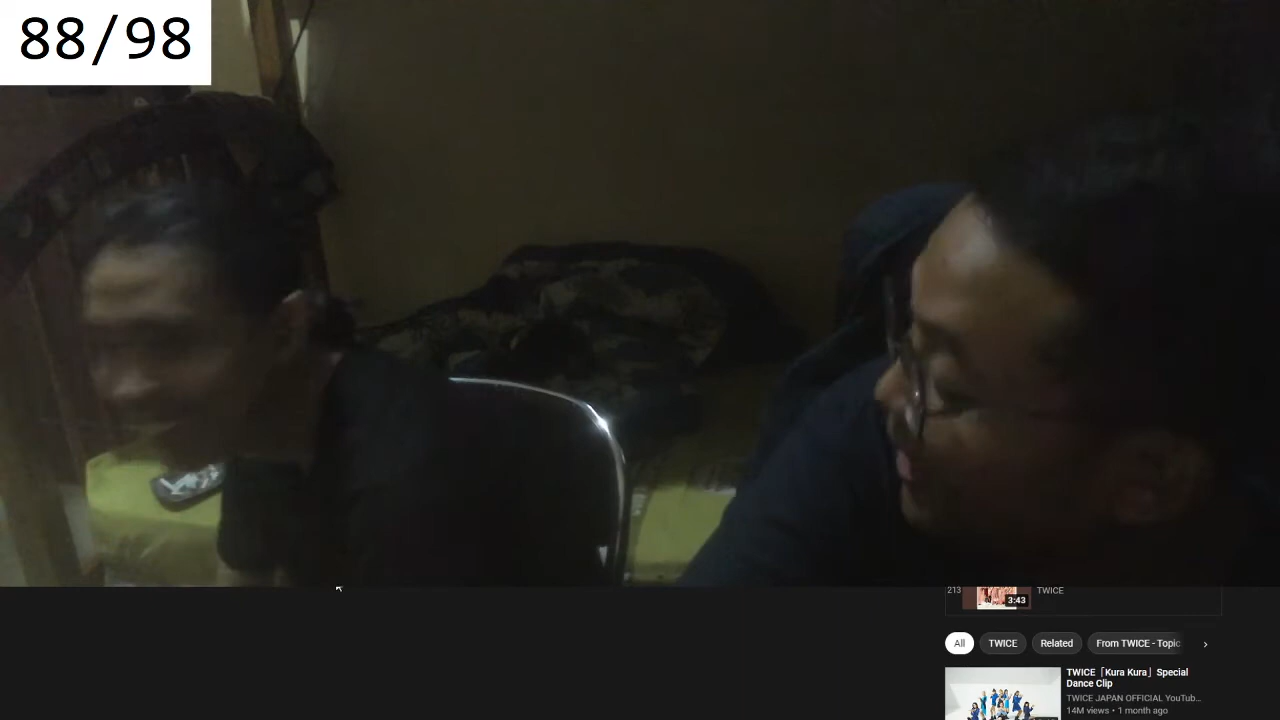 88/98
213
3:43
TWICE
All
TWICE
Related
From TWICE - Topic
TWICE「Kura Kura」Special
Dance Clip
TWICE JAPAN OFFICIAL YouTub...
14M views • 1 month ago